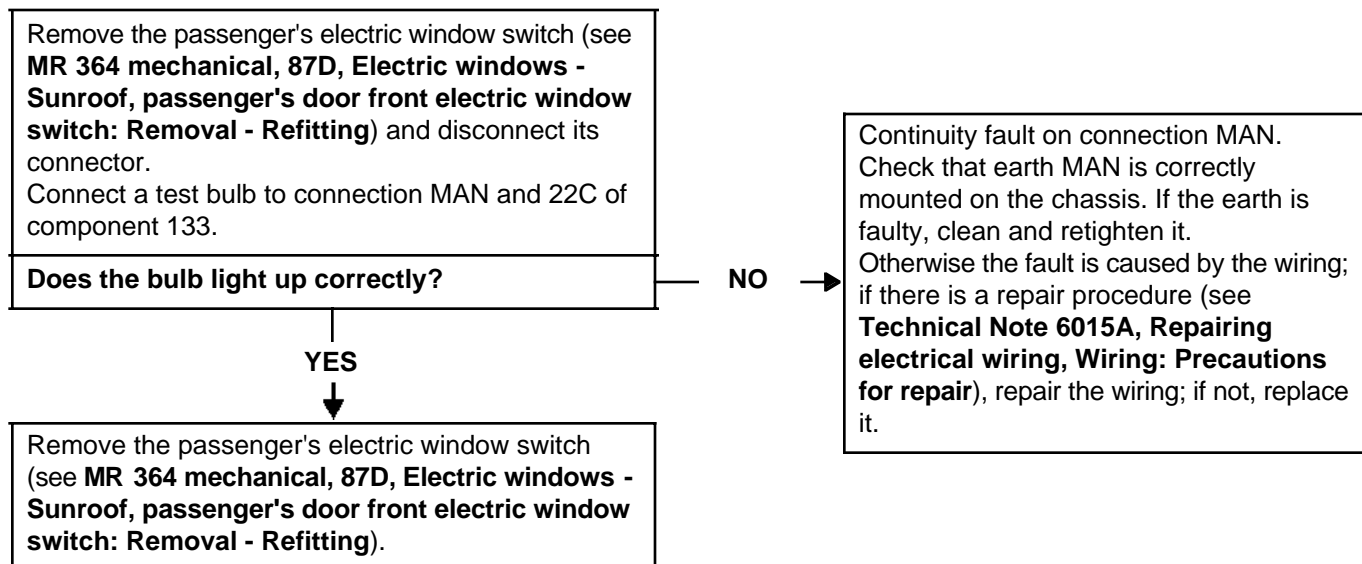 Remove the passenger's electric window switch (see
MR 364 mechanical, 87D, Electric windows -
Sunroof, passenger's door front electric window
switch: Removal - Refitting) and disconnect its
connector.
Connect a test bulb to connection MAN and 22C of
component 133.
Does the bulb light up correctly?
NO
Continuity fault on connection MAN.
Check that earth MAN is correctly
mounted on the chassis. If the earth is
faulty, clean and retighten it.
Otherwise the fault is caused by the wiring;
if there is a repair procedure (see
Technical Note 6015A, Repairing
electrical wiring, Wiring: Precautions
for repair), repair the wiring; if not, replace
it.
YES
Remove the passenger's electric window switch
(see MR 364 mechanical, 87D, Electric windows -
Sunroof, passenger's door front electric window
switch: Removal - Refitting).